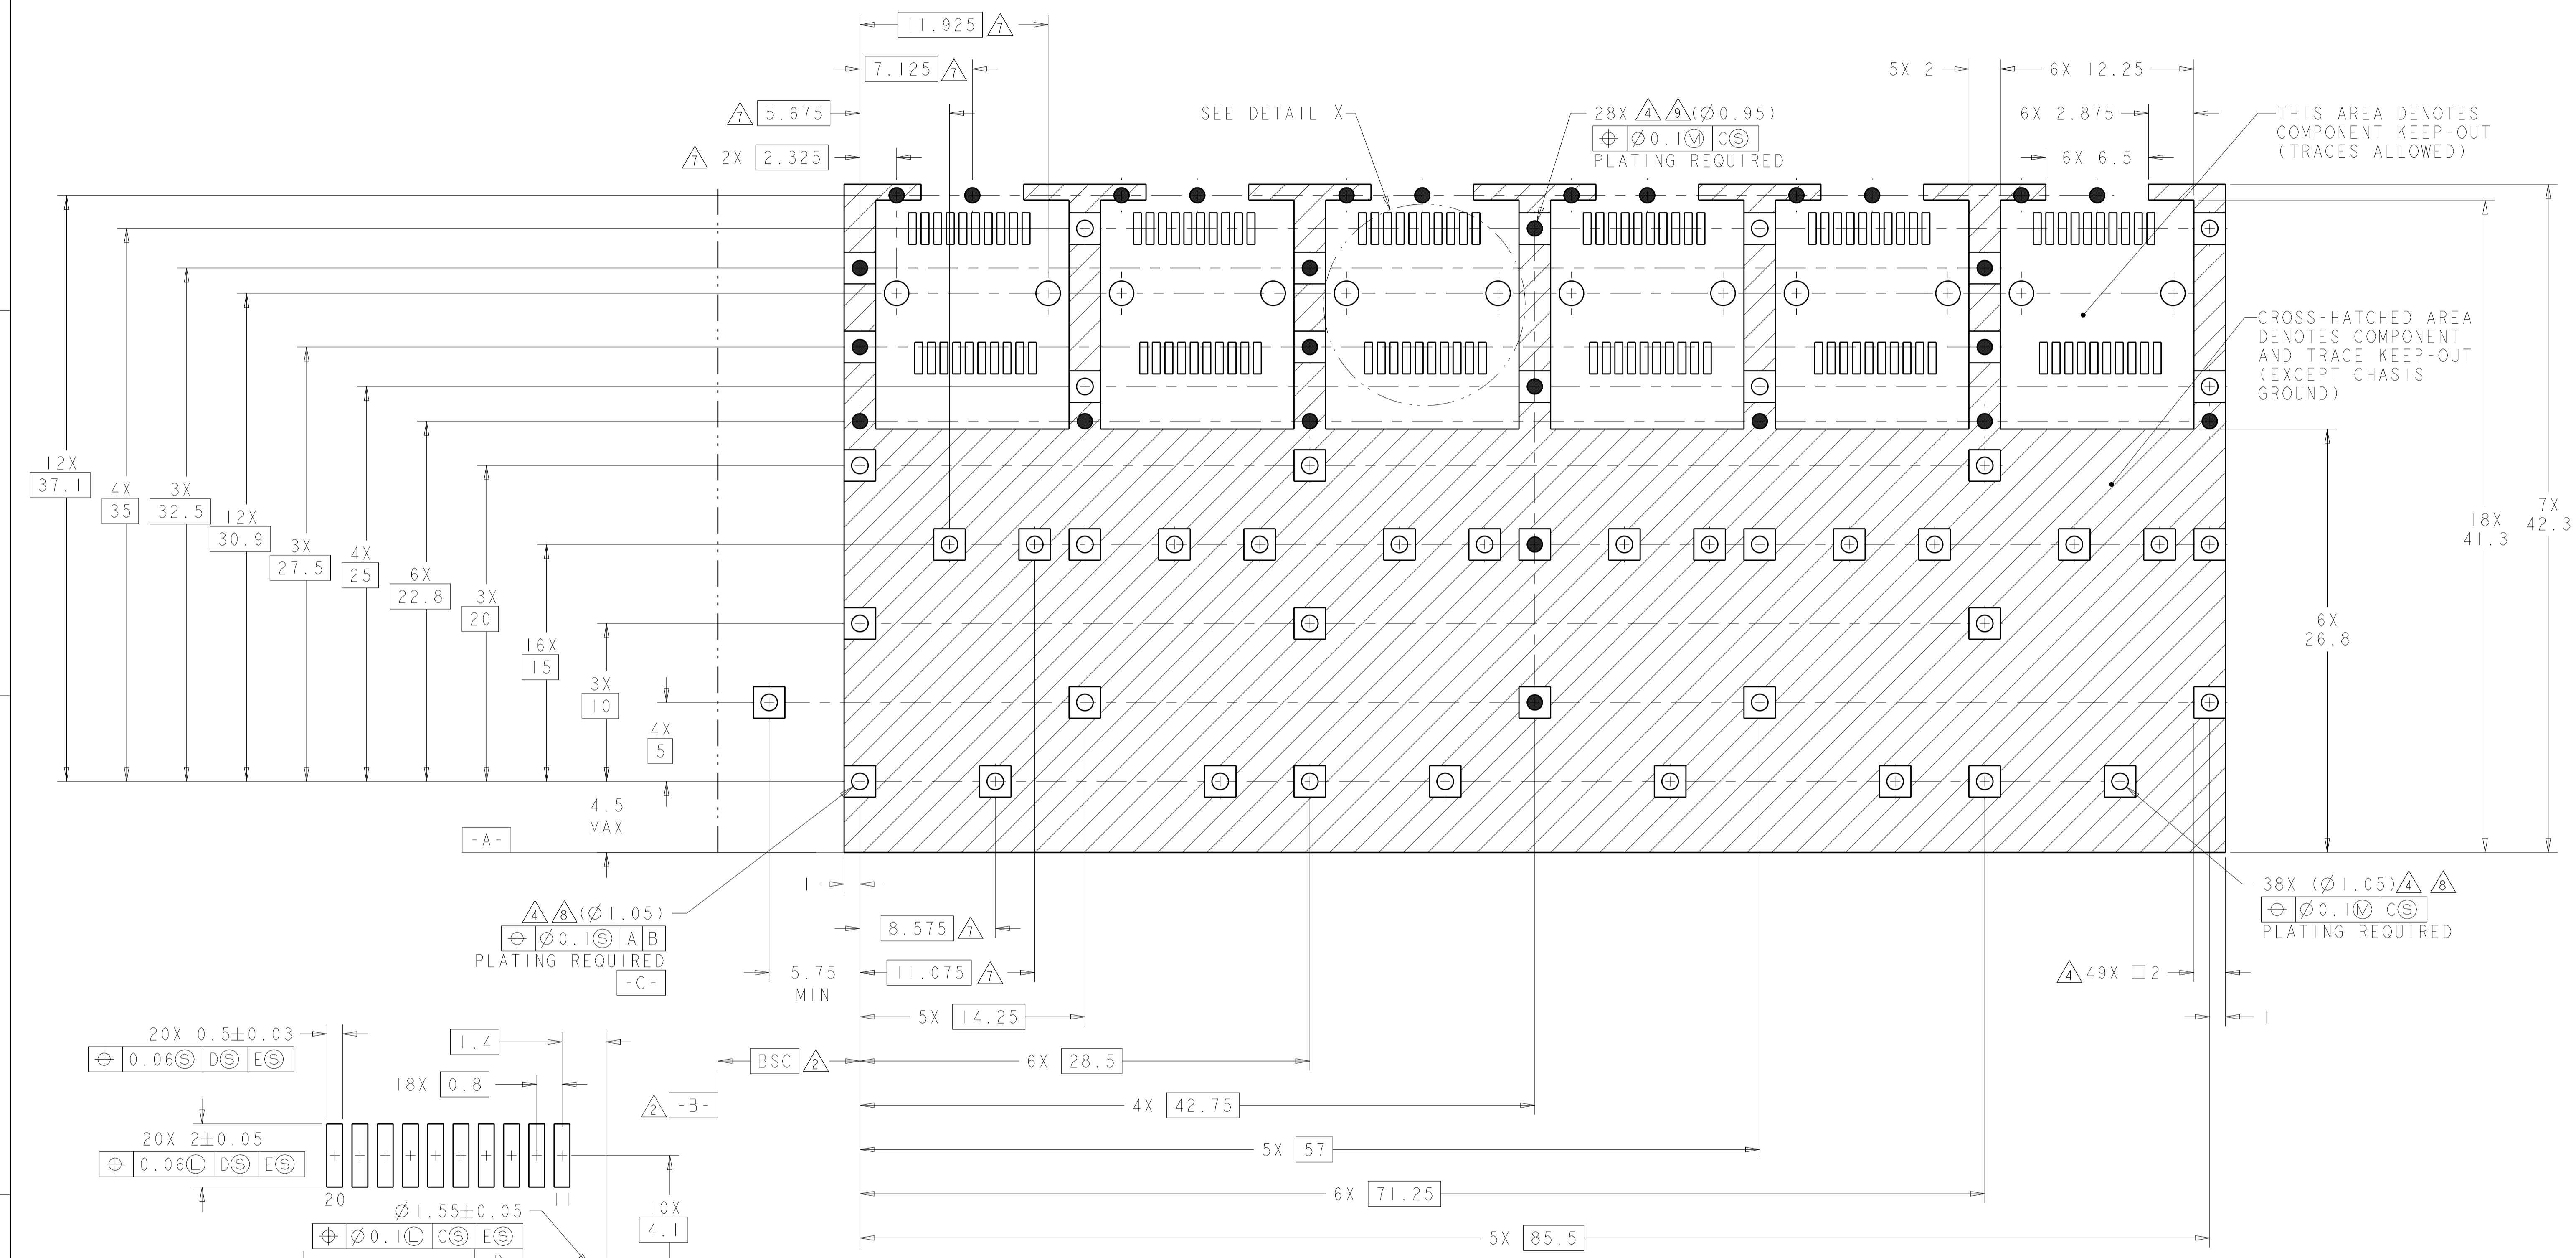 11.925 7
7.125 7
7 5.675
7 2X 2.325
SEE DETAIL X
28X 4 9 (Ø0.95)
⌖ Ø0.1Ⓜ CⓈ
PLATING REQUIRED
5X 2
6X 12.25
6X 2.875
6X 6.5
THIS AREA DENOTES
COMPONENT KEEP-OUT
(TRACES ALLOWED)
CROSS-HATCHED AREA
DENOTES COMPONENT
AND TRACE KEEP-OUT
(EXCEPT CHASIS
GROUND)
12X
37.1
4X
35
3X
32.5
12X
30.9
3X
27.5
4X
25
6X
22.8
3X
20
16X
15
3X
10
4X
5
18X
41.3
7X
42.3
6X
26.8
4.5
MAX
-A-
1
4 8 (Ø1.05)
⌖ Ø0.1Ⓢ A B
PLATING REQUIRED
-C-
8.575 7
5.75
MIN
11.075 7
5X 14.25
BSC 2
6X 28.5
2 -B-
4X 42.75
5X 57
6X 71.25
5X 85.5
38X (Ø1.05) 4 8
⌖ Ø0.1Ⓜ CⓈ
PLATING REQUIRED
4 49X □2
1
20X 0.5±0.03
⌖ 0.06Ⓢ DⓈ EⓈ
1.4
18X 0.8
20X 2±0.05
⌖ 0.06Ⓛ DⓈ EⓈ
20
11
Ø1.55±0.05
⌖ Ø0.1Ⓛ CⓈ EⓈ
10X
4.1